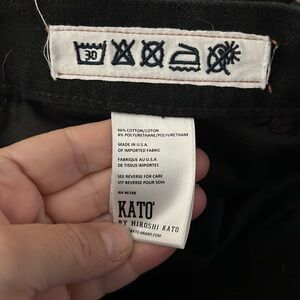 30
96% COTTON/COTON
4% POLYURETHANE/POLYURETHANE
MADE IN U.S.A.
OF IMPORTED FABRIC
FABRIQUE AU U.S.A.
DE TISSUS IMPORTES
SEE REVERSE FOR CARE
VIT REVERSE POUR SOIN
KATO'
BY HIROSHI KATO